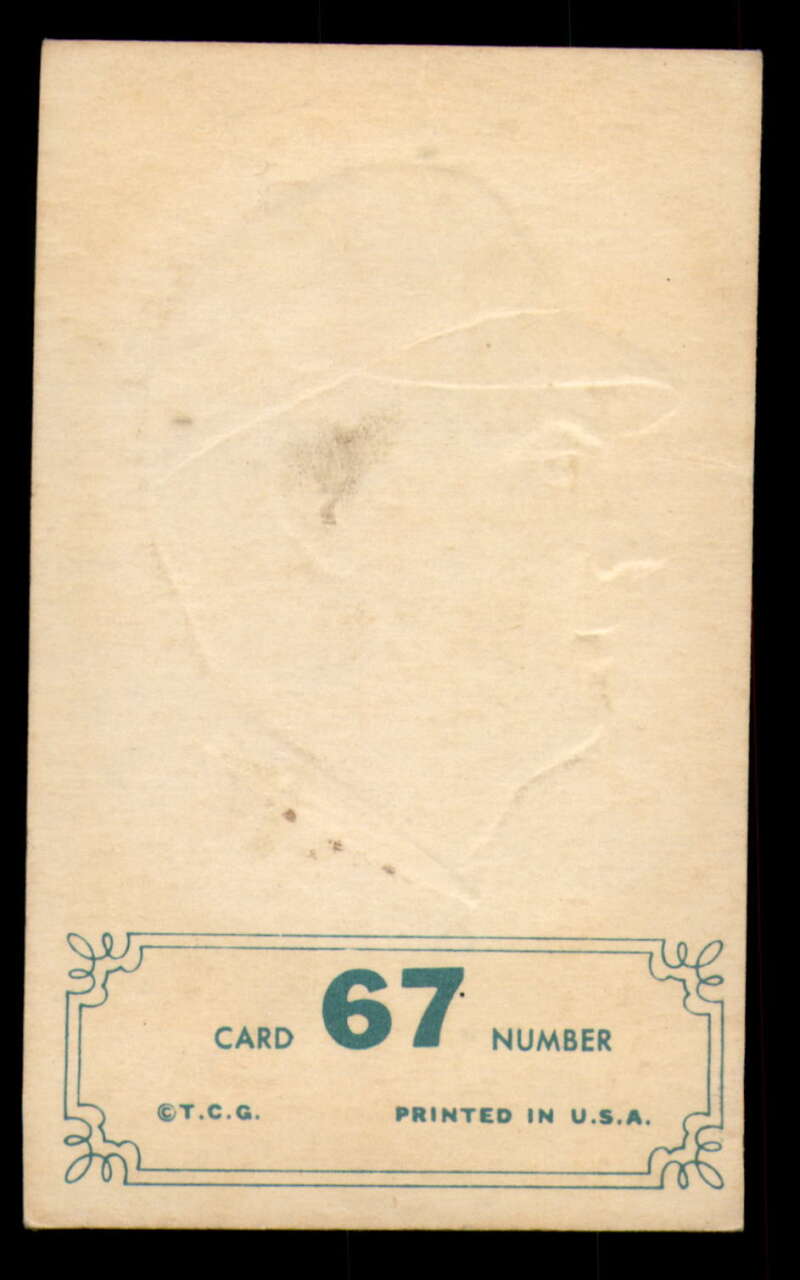 CARD 67 NUMBER
©T.C.G. PRINTED IN U.S.A.